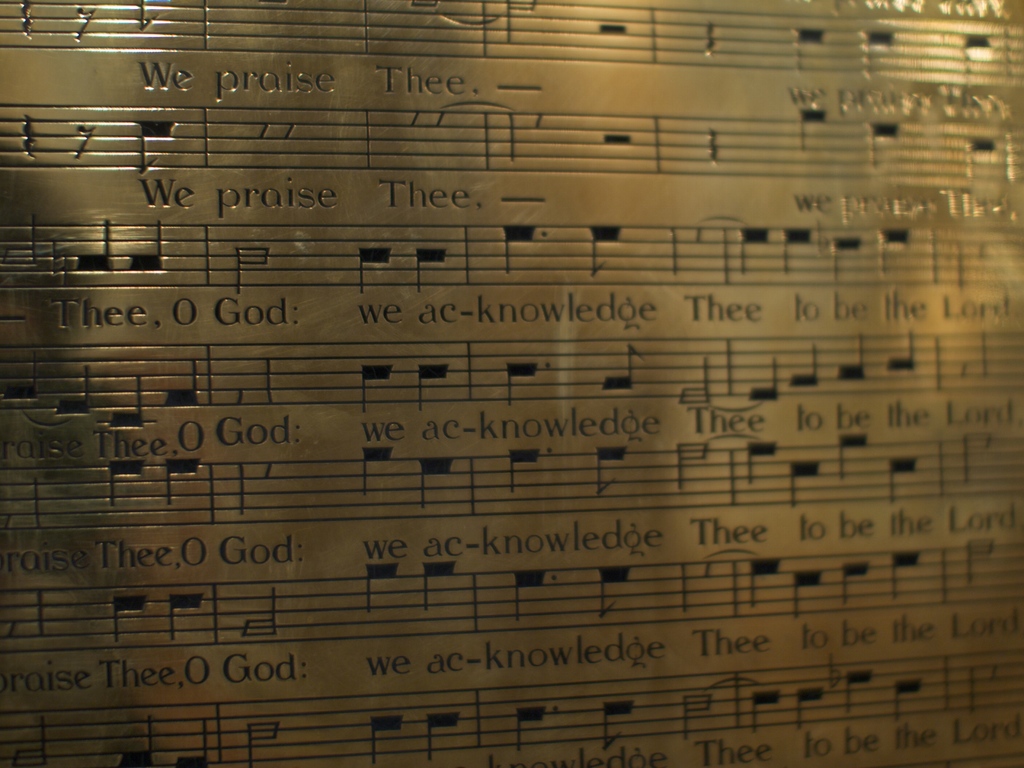 We praise Thee, — we praise Thee,
We praise Thee, — we praise Thee,
— Thee, O God: we ac-knowledge Thee to be the Lord,
raise Thee, O God: we ac-knowledge Thee to be the Lord,
praise Thee, O God: we ac-knowledge Thee to be the Lord
praise Thee, O God: we ac-knowledge Thee to be the Lord
knowledge Thee to be the Lord